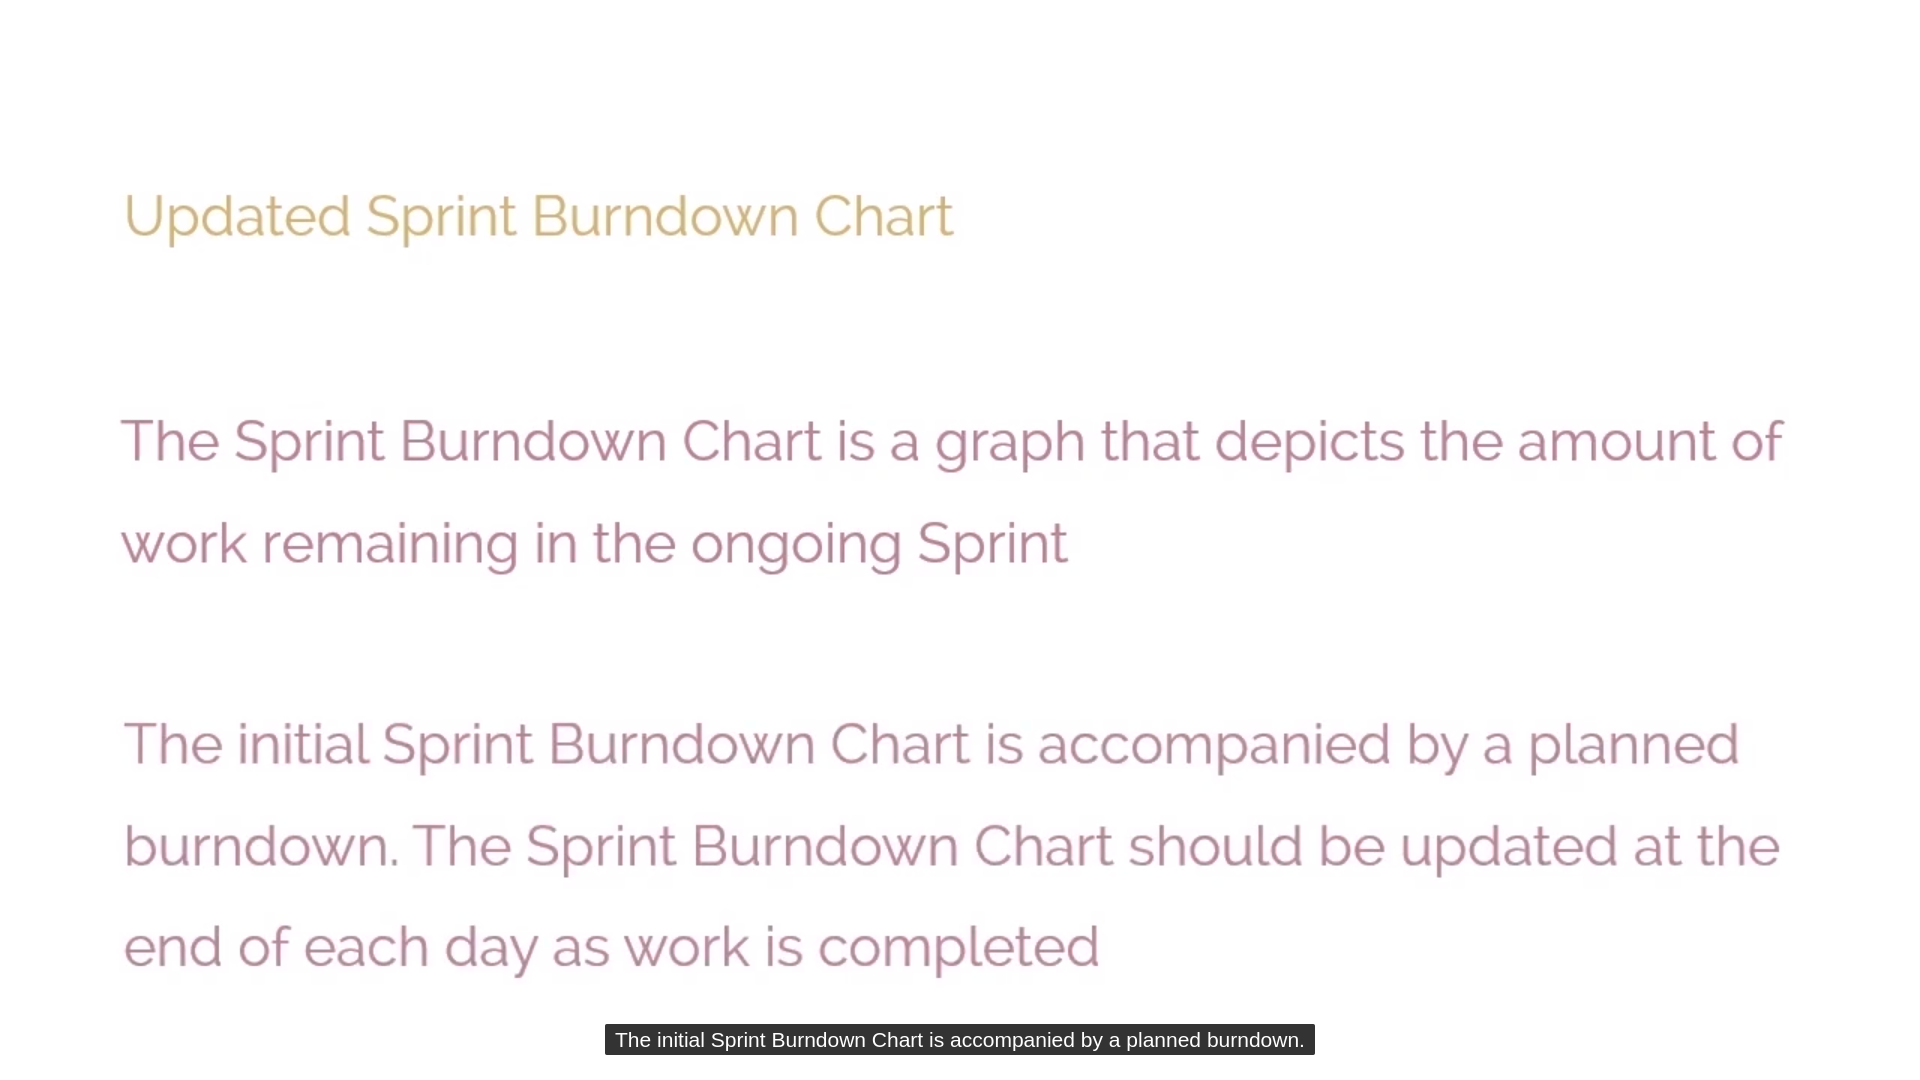 Updated Sprint Burndown Chart
The Sprint Burndown Chart is a graph that depicts the amount of
work remaining in the ongoing Sprint
The initial Sprint Burndown Chart is accompanied by a planned
burndown. The Sprint Burndown Chart should be updated at the
end of each day as work is completed
The initial Sprint Burndown Chart is accompanied by a planned burndown.